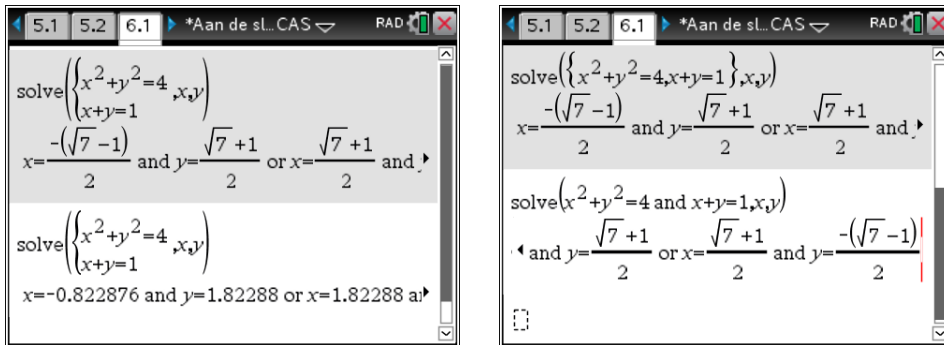 5.1 5.2 6.1 *Aan de sl...CAS RAD
solve({x²+y²=4
x+y=1 ,x,y)
x=-(√7-1)/2 and y=(√7+1)/2 or x=(√7+1)/2 and
solve({x²+y²=4
x+y=1 ,x,y)
x=-0.822876 and y=1.82288 or x=1.82288 a
5.1 5.2 6.1 *Aan de sl...CAS RAD
solve({x²+y²=4,x+y=1},x,y)
x=-(√7-1)/2 and y=(√7+1)/2 or x=(√7+1)/2 and
solve(x²+y²=4 and x+y=1,x,y)
and y=(√7+1)/2 or x=(√7+1)/2 and y=-(√7-1)/2